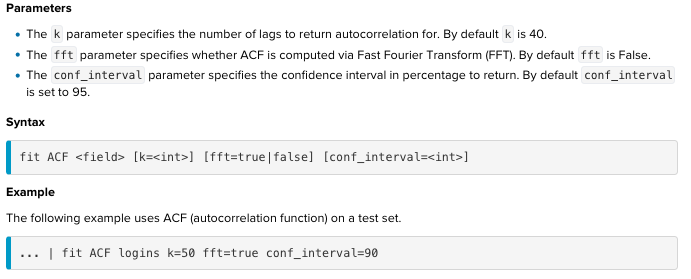 Parameters
• The k parameter specifies the number of lags to return autocorrelation for. By default k is 40.
• The fft parameter specifies whether ACF is computed via Fast Fourier Transform (FFT). By default fft is False.
• The conf_interval parameter specifies the confidence interval in percentage to return. By default conf_interval
is set to 95.
Syntax
fit ACF <field> [k=<int>] [fft=true|false] [conf_interval=<int>]
Example
The following example uses ACF (autocorrelation function) on a test set.
... | fit ACF logins k=50 fft=true conf_interval=90